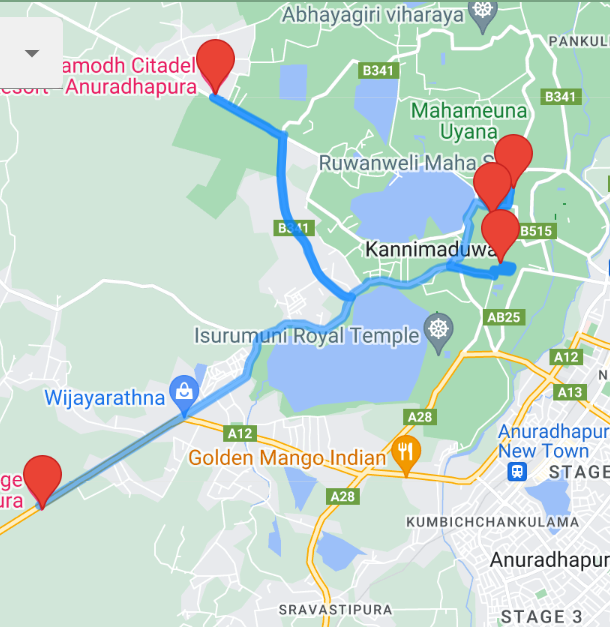 Abhayagiri viharaya
PANKUL
amodh Citadel
esort - Anuradhapura
B341
B341
Mahameuna
Uyana
Ruwanweli Maha S
B341
B515
Kannimaduwa
AB25
Isurumuni Royal Temple
A12
Wijayarathna
A13
A28
A12
Anuradhapur
New Town
Golden Mango Indian
STAGE
ge
ura
A28
KUMBICHCHANKULAMA
Anuradhapur
SRAVASTIPURA
STAGE 3